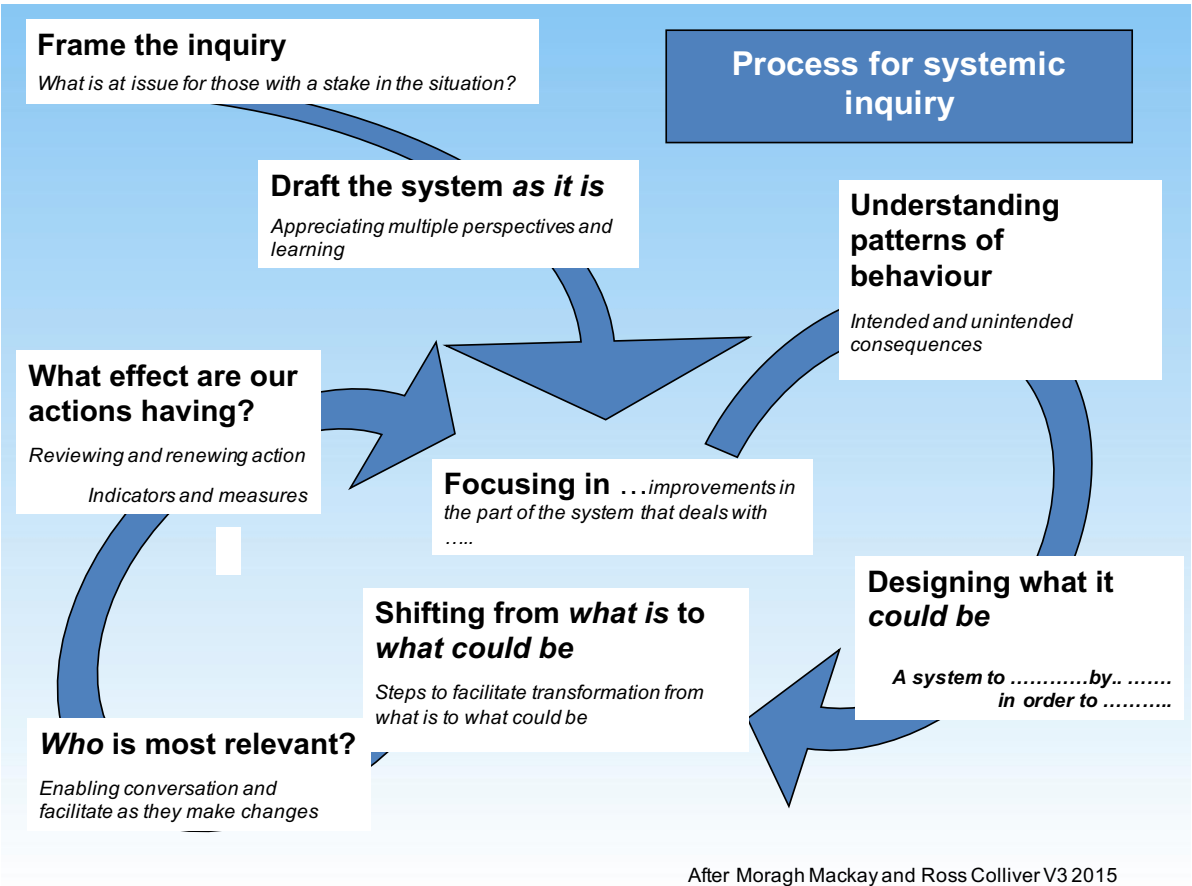 Frame the inquiry
What is at issue for those with a stake in the situation?
Process for systemic
inquiry
Draft the system as it is
Appreciating multiple perspectives and
learning
Understanding
patterns of
behaviour
Intended and unintended
consequences
What effect are our
actions having?
Reviewing and renewing action
Indicators and measures
Focusing in …improvements in
the part of the system that deals with
…..
Designing what it
could be
A system to …………by.. …….
in order to ………..
Shifting from what is to
what could be
Steps to facilitate transformation from
what is to what could be
Who is most relevant?
Enabling conversation and
facilitate as they make changes
After Moragh Mackay and Ross Colliver V3 2015